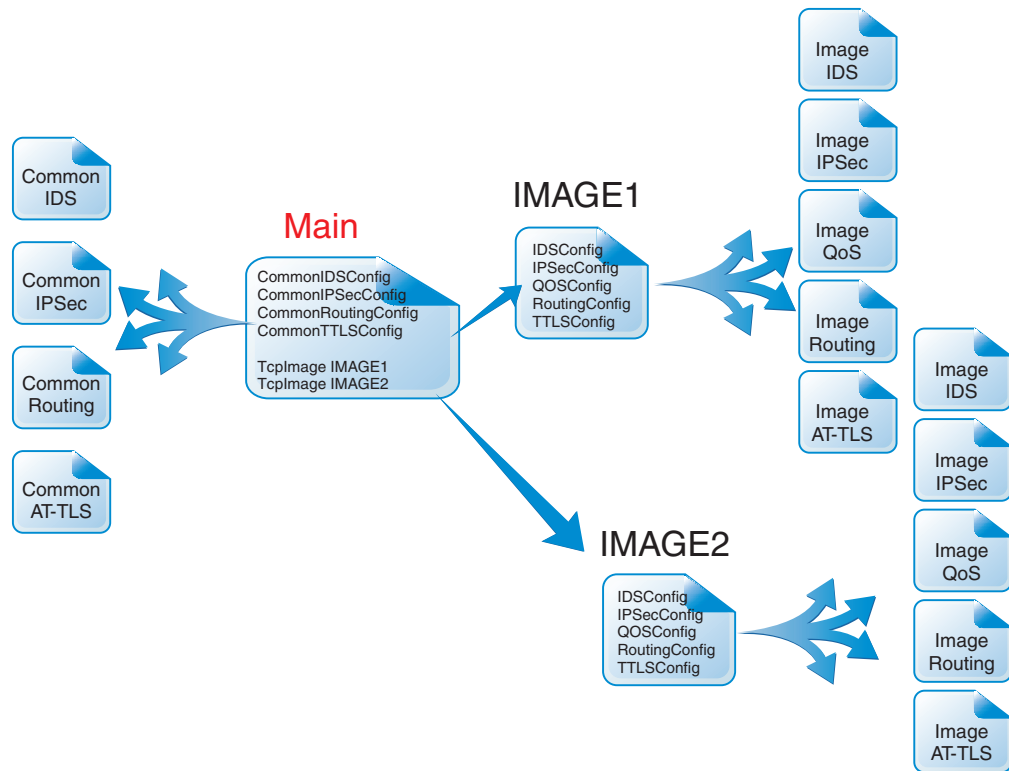 Common
IDS
Common
IPSec
Common
Routing
Common
AT-TLS
Main
CommonIDSConfig
CommonIPSecConfig
CommonRoutingConfig
CommonTTLSConfig
TcpImage IMAGE1
TcpImage IMAGE2
IMAGE1
IDSConfig
IPSecConfig
QOSConfig
RoutingConfig
TTLSConfig
Image
IDS
Image
IPSec
Image
QoS
Image
Routing
Image
AT-TLS
IMAGE2
IDSConfig
IPSecConfig
QOSConfig
RoutingConfig
TTLSConfig
Image
IDS
Image
IPSec
Image
QoS
Image
Routing
Image
AT-TLS